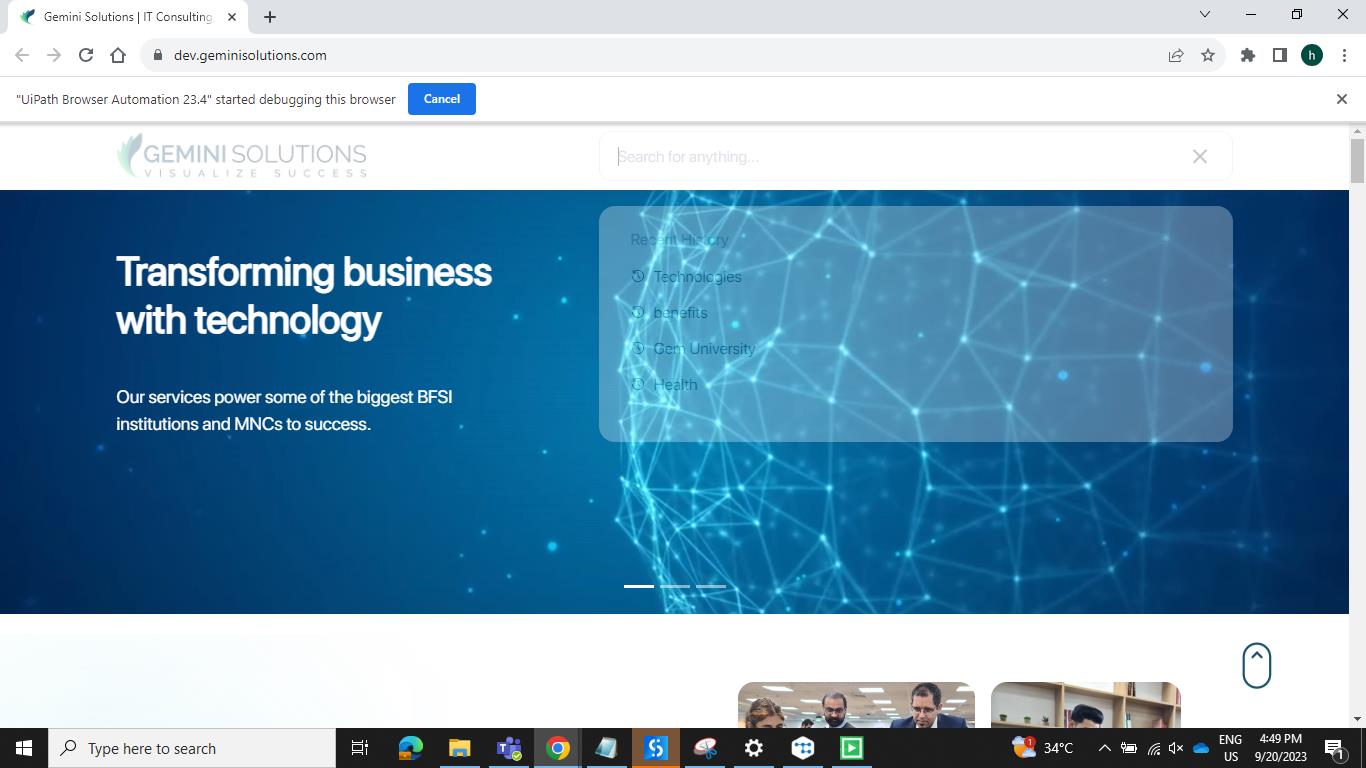 Gemini Solutions | IT Consulting
dev.geminisolutions.com
h
"UiPath Browser Automation 23.4" started debugging this browser
Cancel
GEMINI SOLUTIONS
VISUALIZE SUCCESS
Search for anything...
Recent History
Technologies
benefits
Gem University
Health
Transforming business
with technology
Our services power some of the biggest BFSI
institutions and MNCs to success.
Type here to search
1
34°C
ENG
US
4:49 PM
9/20/2023
1